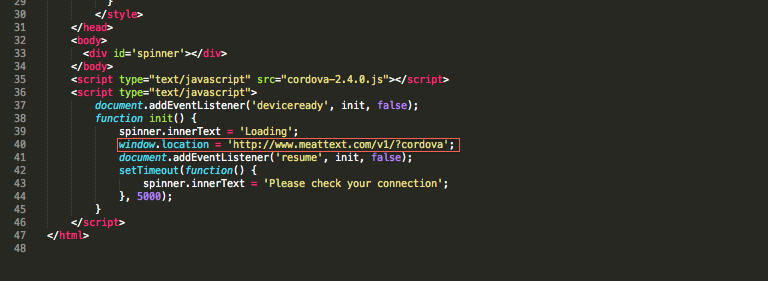 29 }
30 </style>
31 </head>
32 <body>
33 <div id='spinner'></div>
34 </body>
35 <script type="text/javascript" src="cordova-2.4.0.js"></script>
36 <script type="text/javascript">
37 document.addEventListener('deviceready', init, false);
38 function init() {
39 spinner.innerText = 'Loading';
40 window.location = 'http://www.meattext.com/v1/?cordova';
41 document.addEventListener('resume', init, false);
42 setTimeout(function() {
43 spinner.innerText = 'Please check your connection';
44 }, 5000);
45 }
46 </script>
47 </html>
48